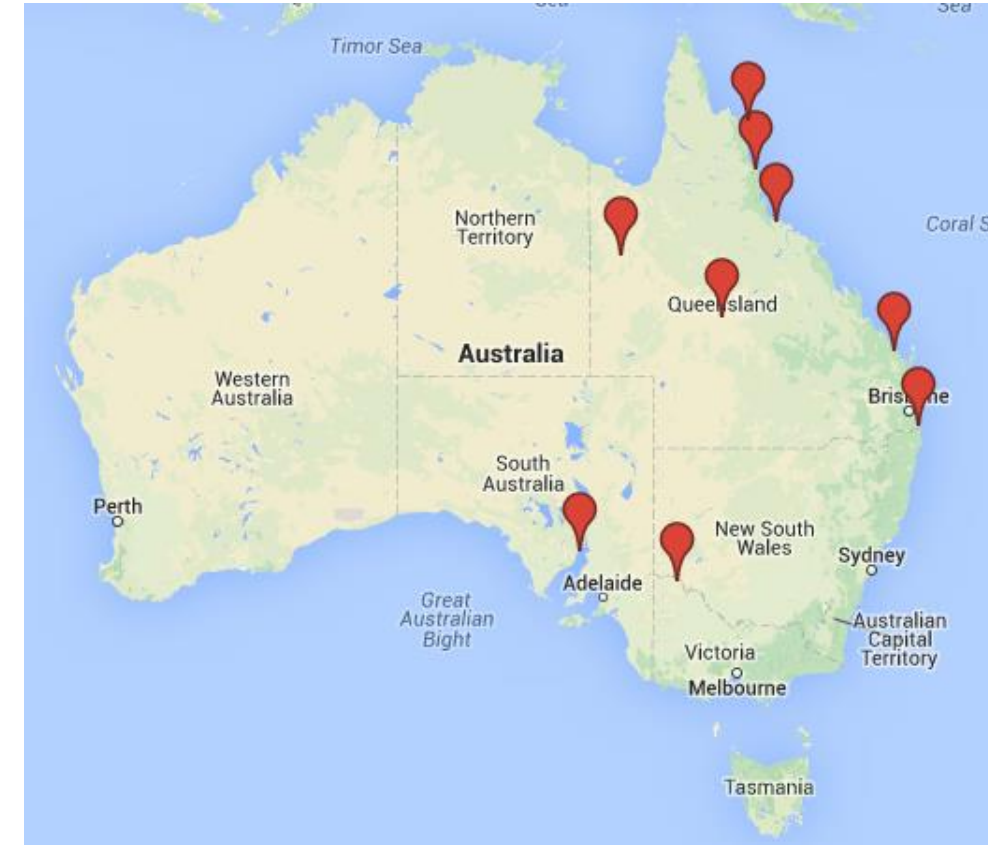 Timor Sea
Sea
Northern
Territory
Coral S
Queensland
Australia
Western
Australia
Brisbane
South
Australia
Perth
New South
Wales
Sydney
Adelaide
Great
Australian
Bight
Australian
Capital
Territory
Victoria
Melbourne
Tasmania